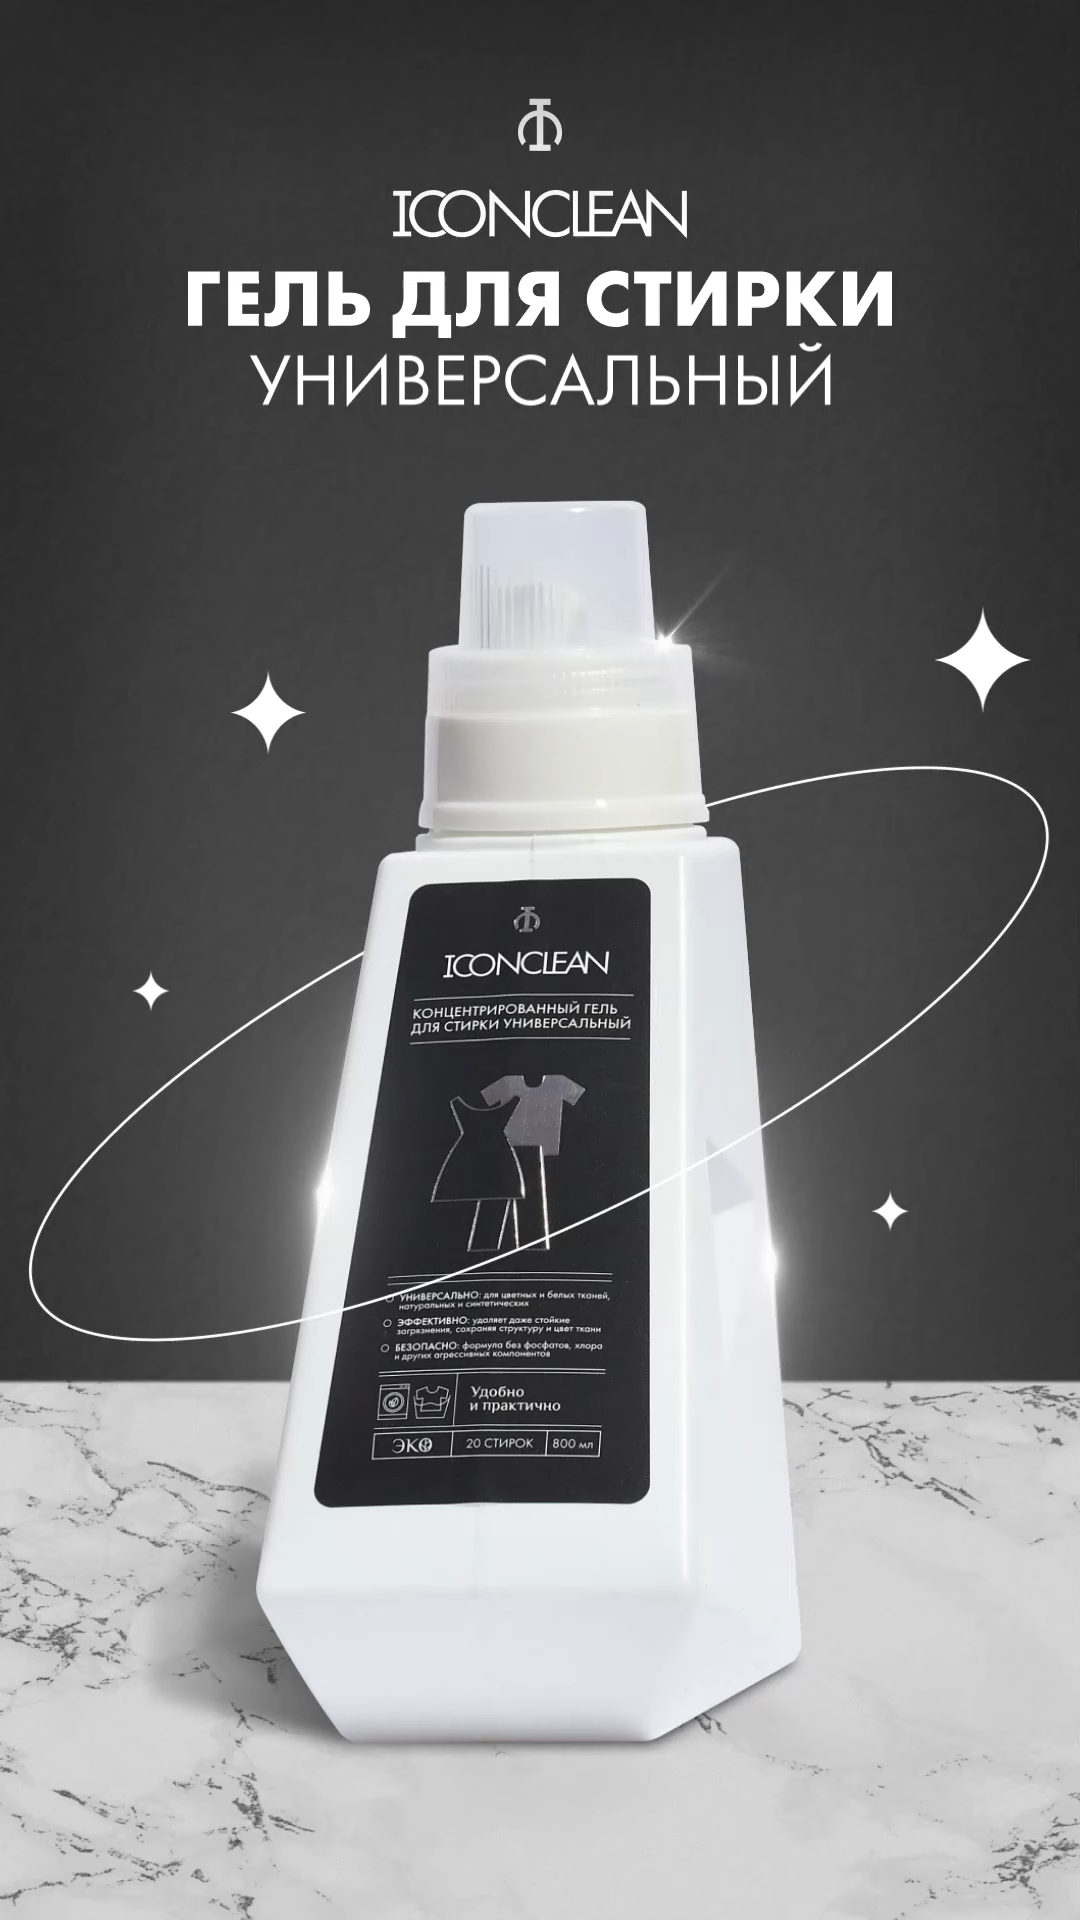 ICONCLEAN
ГЕЛЬ ДЛЯ СТИРКИ
УНИВЕРСАЛЬНЫЙ
ICONCLEAN
КОНЦЕНТРИРОВАННЫЙ ГЕЛЬ
ДЛЯ СТИРКИ УНИВЕРСАЛЬНЫЙ
УНИВЕРСАЛЬНО: для цветных и белых тканей,
натуральных и синтетических
ЭФФЕКТИВНО: удаляет даже стойкие
загрязнения, сохраняя структуру и цвет ткани
БЕЗОПАСНО: формула без фосфатов, хлора
и других агрессивных компонентов
Удобно
и практично
ЭКО
20 СТИРОК
800 мл